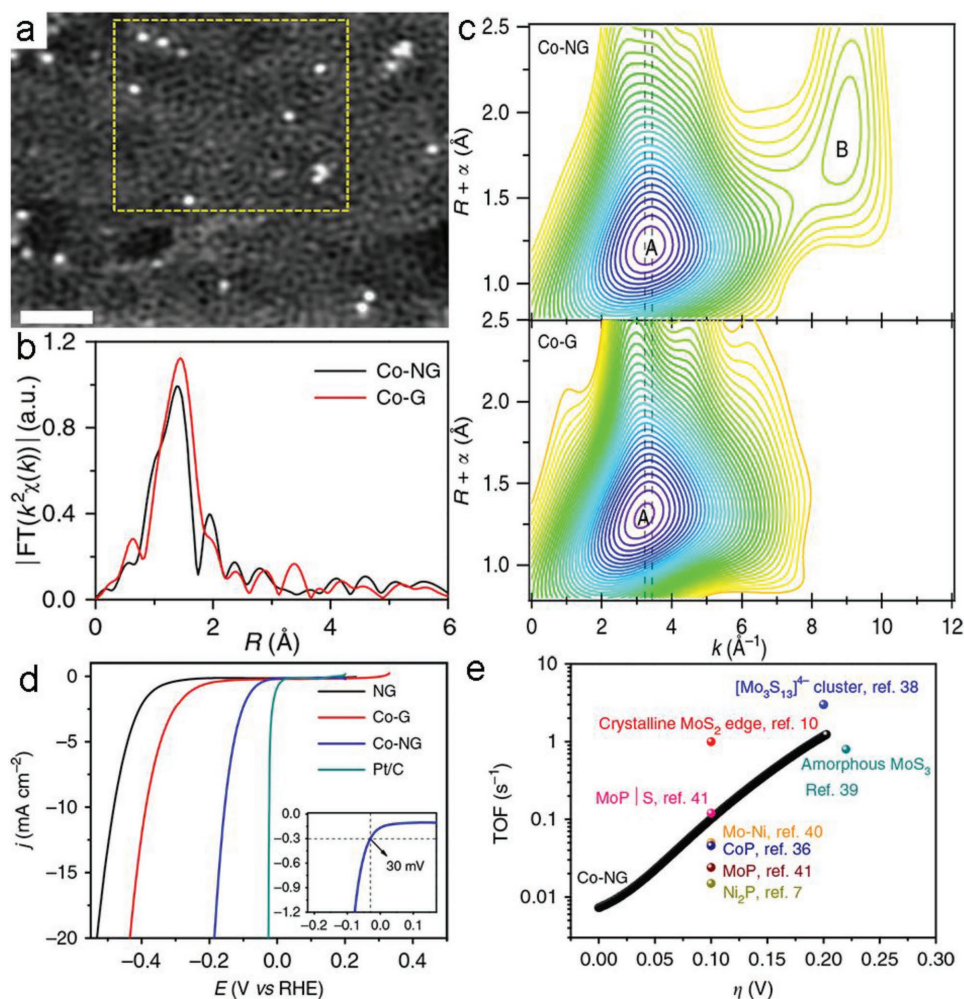 a
c
Co-NG
A
B
R + α (Å)
2.5
2.0
1.5
1.0
2.5
Co-G
A
R + α (Å)
2.0
1.5
1.0
0 2 4 6 8 10 12
k (Å⁻¹)
b
Co-NG
Co-G
|FT(k²χ(k))| (a.u.)
1.2
0.8
0.4
0.0
0 2 4 6
R (Å)
d
NG
Co-G
Co-NG
Pt/C
j (mA cm⁻²)
0
−5
−10
−15
−20
−0.4 −0.2 0.0 0.2 0.4
E (V vs RHE)
0.0
−0.3
−0.6
−0.9
−1.2
−0.2 −0.1 0.0 0.1
30 mV
e
[Mo₃S₁₃]⁴⁻ cluster, ref. 38
Crystalline MoS₂ edge, ref. 10
Amorphous MoS₃
Ref. 39
MoP | S, ref. 41
Mo-Ni, ref. 40
CoP, ref. 36
MoP, ref. 41
Ni₂P, ref. 7
Co-NG
TOF (s⁻¹)
10
1
0.1
0.01
0.00 0.05 0.10 0.15 0.20 0.25 0.30
η (V)